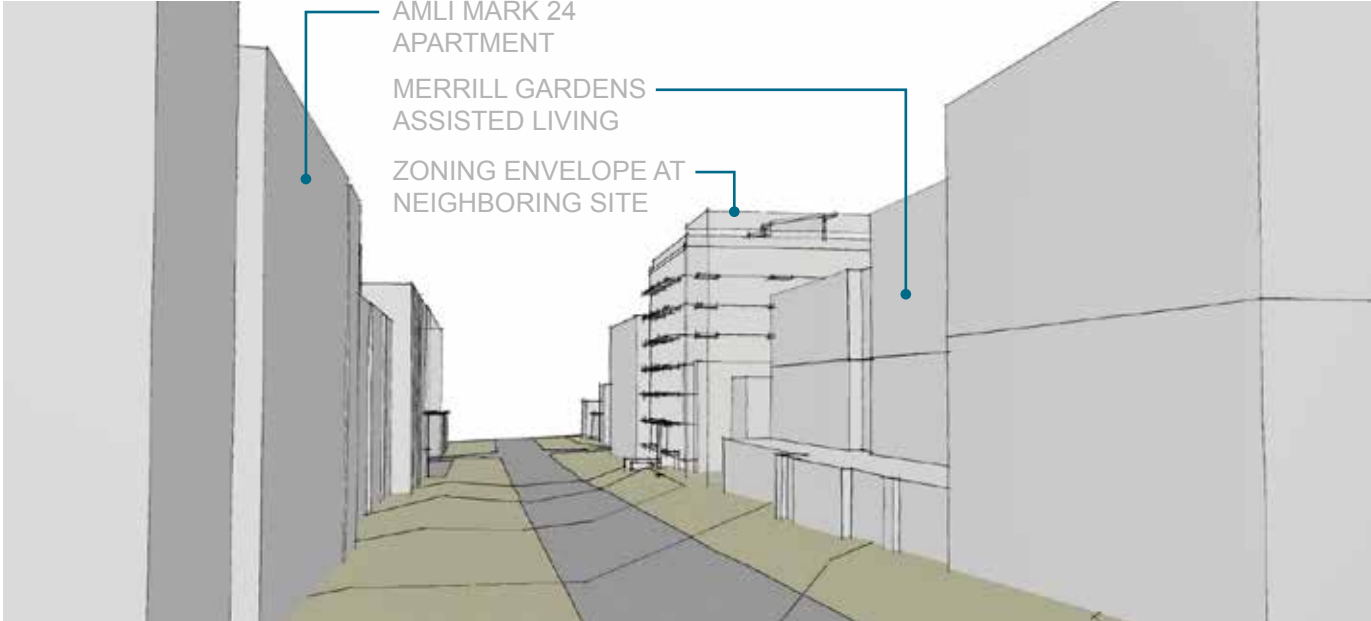 AMLI MARK 24
APARTMENT
MERRILL GARDENS
ASSISTED LIVING
ZONING ENVELOPE AT
NEIGHBORING SITE